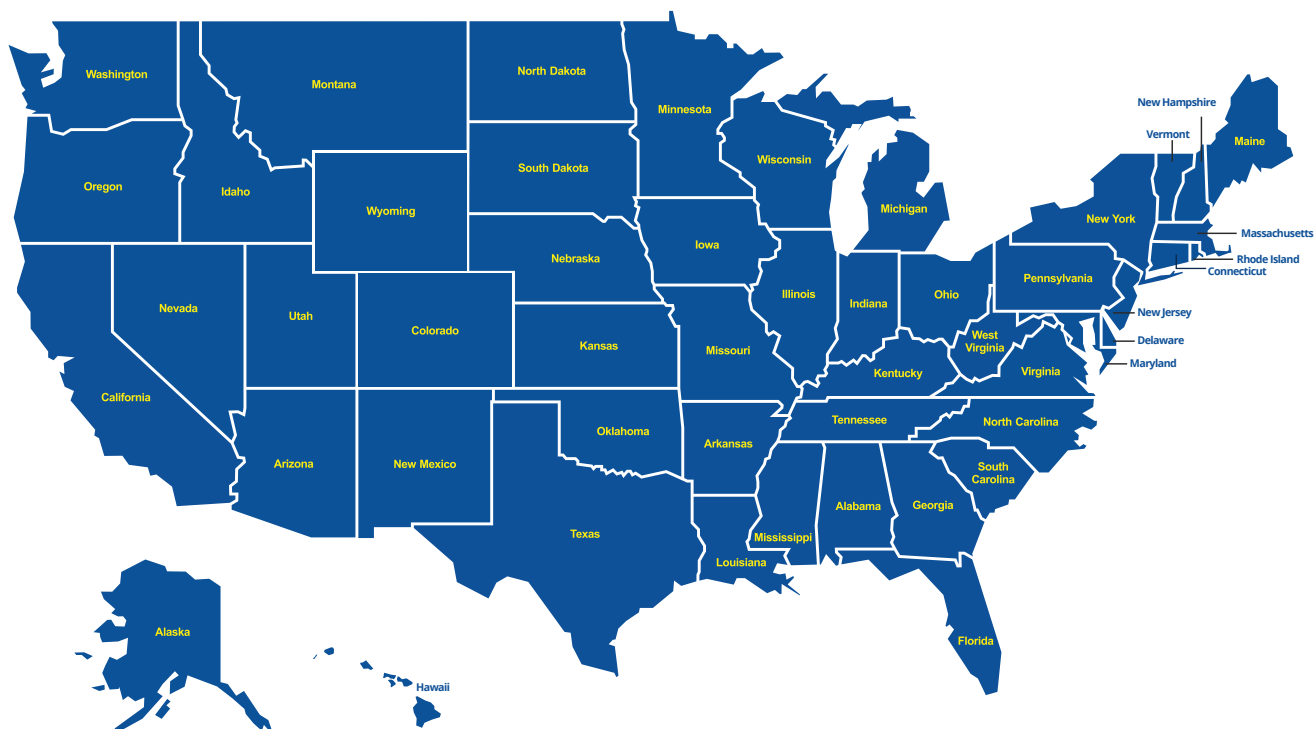 New Hampshire
Vermont
Washington
Montana
North Dakota
Minnesota
Maine
Wisconsin
South Dakota
Oregon
Idaho
Wyoming
Michigan
New York
Massachusetts
Iowa
Nebraska
Rhode Island
Connecticut
Pennsylvania
Illinois
Ohio
Indiana
Nevada
Utah
New Jersey
Colorado
West
Virginia
Delaware
Kansas
Missouri
Maryland
Kentucky
Virginia
California
Tennessee
North Carolina
Oklahoma
Arkansas
Arizona
New Mexico
South
Carolina
Alabama
Georgia
Texas
Mississippi
Louisiana
Alaska
Florida
Hawaii